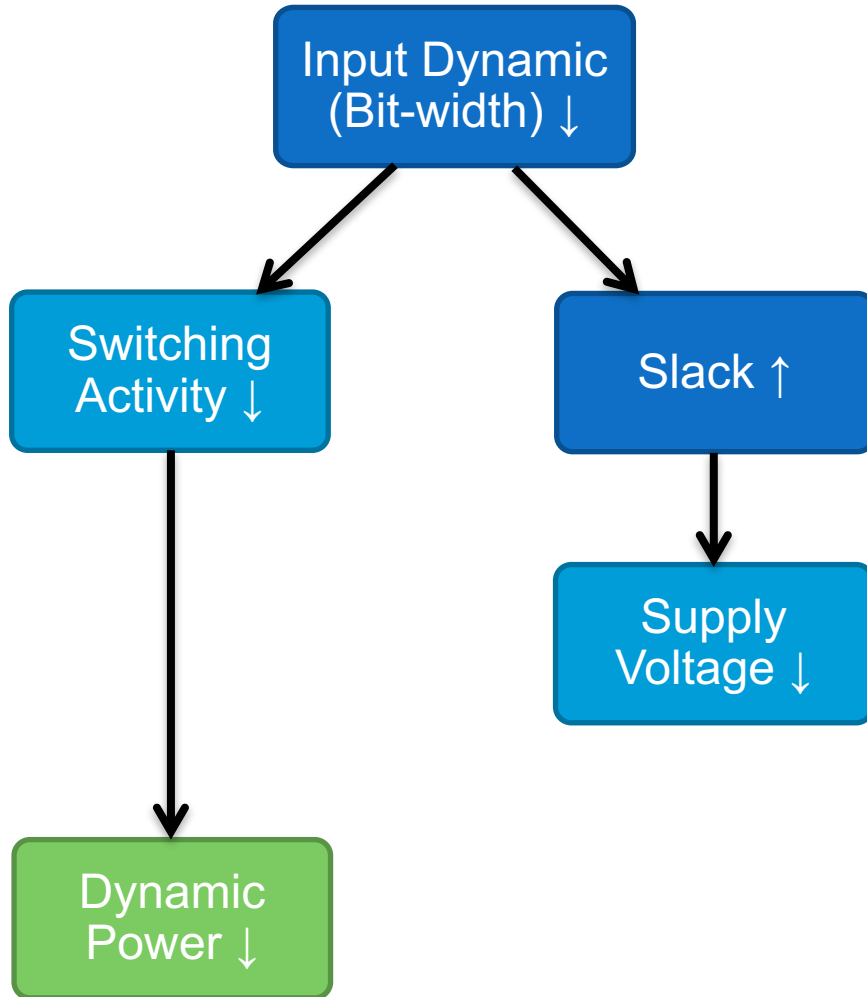 Input Dynamic
(Bit-width) ↓
Switching
Activity ↓
Slack ↑
Supply
Voltage ↓
Dynamic
Power ↓